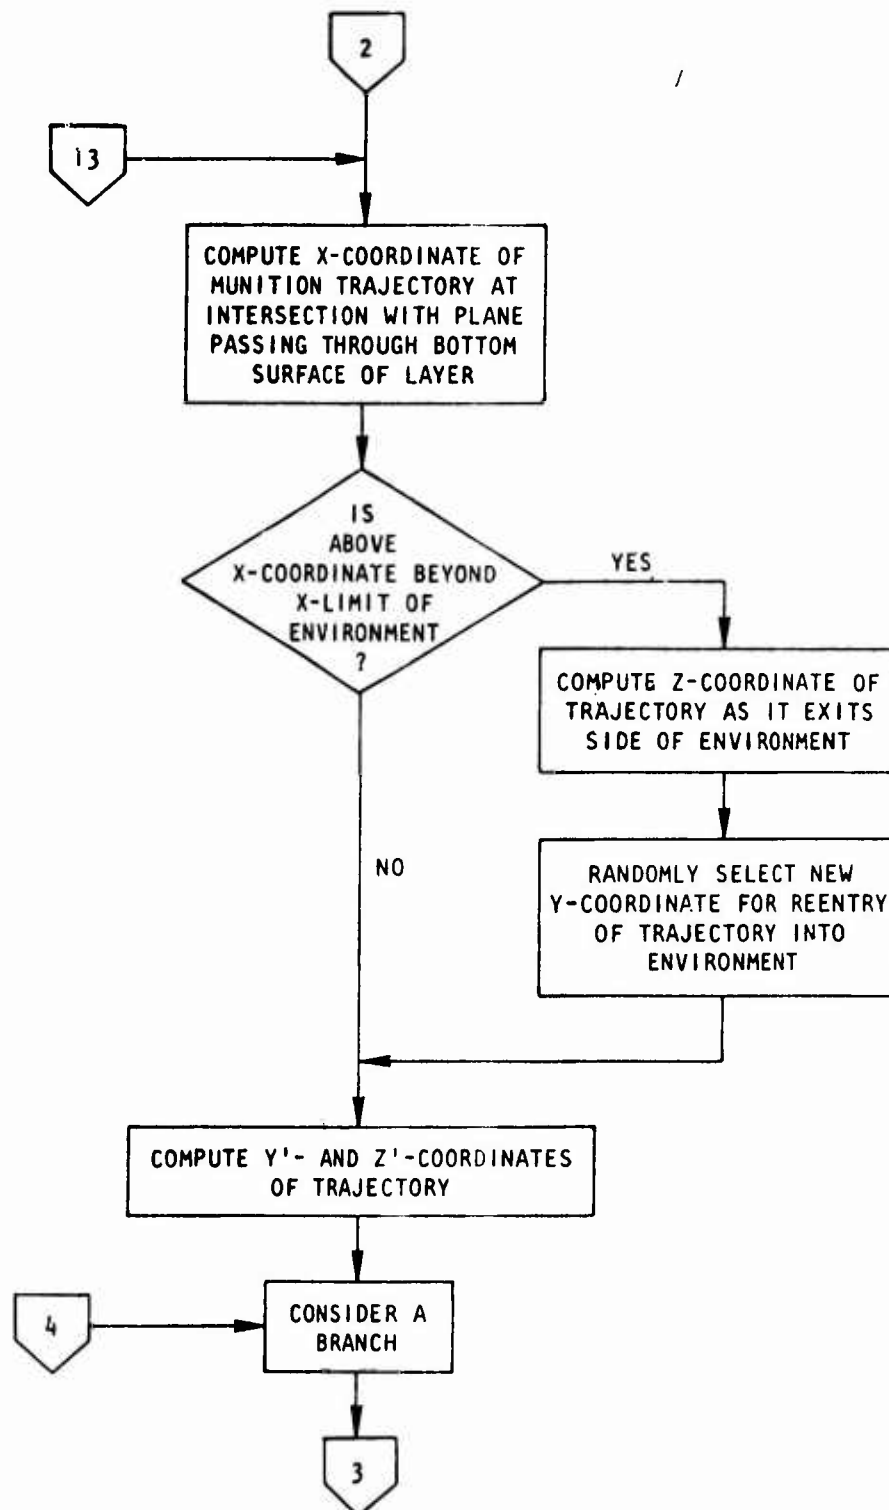 2
13
COMPUTE X-COORDINATE OF
MUNITION TRAJECTORY AT
INTERSECTION WITH PLANE
PASSING THROUGH BOTTOM
SURFACE OF LAYER
IS
ABOVE
X-COORDINATE BEYOND
X-LIMIT OF
ENVIRONMENT
?
YES
COMPUTE Z-COORDINATE OF
TRAJECTORY AS IT EXITS
SIDE OF ENVIRONMENT
NO
RANDOMLY SELECT NEW
Y-COORDINATE FOR REENTRY
OF TRAJECTORY INTO
ENVIRONMENT
COMPUTE Y'- AND Z'-COORDINATES
OF TRAJECTORY
4
CONSIDER A
BRANCH
3